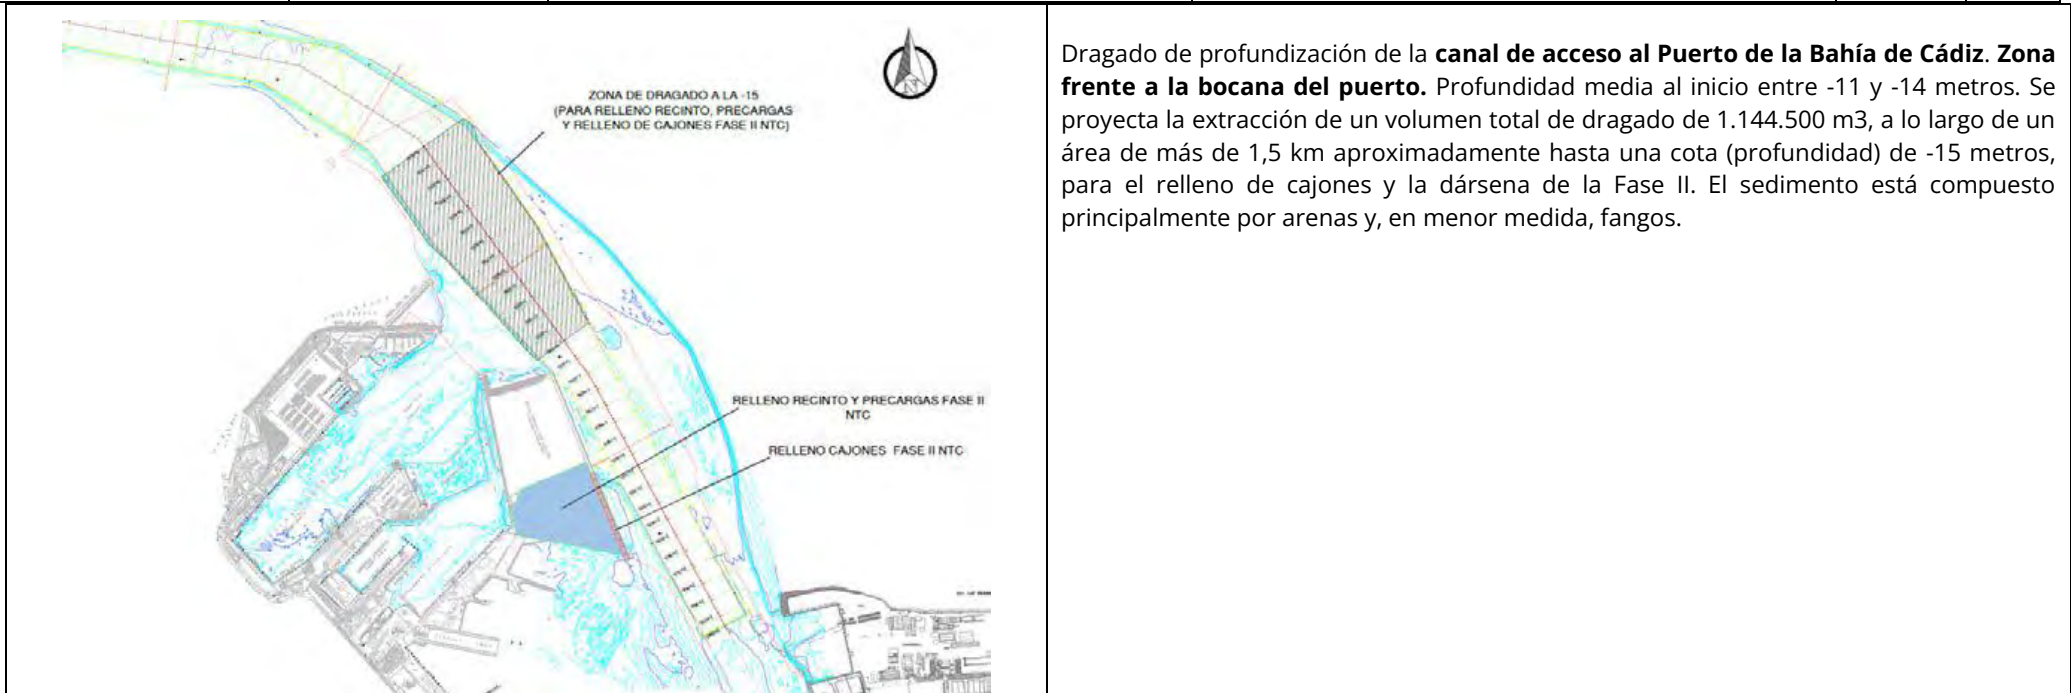 ZONA DE DRAGADO A LA -15
(PARA RELLENO RECINTO, PRECARGAS
Y RELLENO DE CAJONES FASE II NTC)
RELLENO RECINTO Y PRECARGAS FASE II
NTC
RELLENO CAJONES FASE II NTC
Dragado de profundización de la canal de acceso al Puerto de la Bahía de Cádiz. Zona
frente a la bocana del puerto. Profundidad media al inicio entre -11 y -14 metros. Se
proyecta la extracción de un volumen total de dragado de 1.144.500 m3, a lo largo de un
área de más de 1,5 km aproximadamente hasta una cota (profundidad) de -15 metros,
para el relleno de cajones y la dársena de la Fase II. El sedimento está compuesto
principalmente por arenas y, en menor medida, fangos.